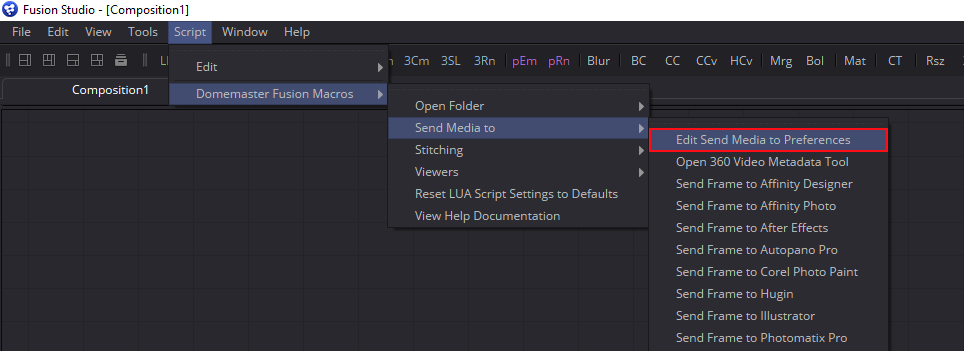 Fusion Studio - [Composition1]
File Edit View Tools Script Window Help
3Cm 3SL 3Rn pEm pRn Blur BC CC CCv HCv Mrg Bol Mat CT Rsz
Edit
Composition1
Domemaster Fusion Macros
Open Folder
Send Media to
Stitching
Viewers
Reset LUA Script Settings to Defaults
View Help Documentation
Edit Send Media to Preferences
Open 360 Video Metadata Tool
Send Frame to Affinity Designer
Send Frame to Affinity Photo
Send Frame to After Effects
Send Frame to Autopano Pro
Send Frame to Corel Photo Paint
Send Frame to Hugin
Send Frame to Illustrator
Send Frame to Photomatix Pro